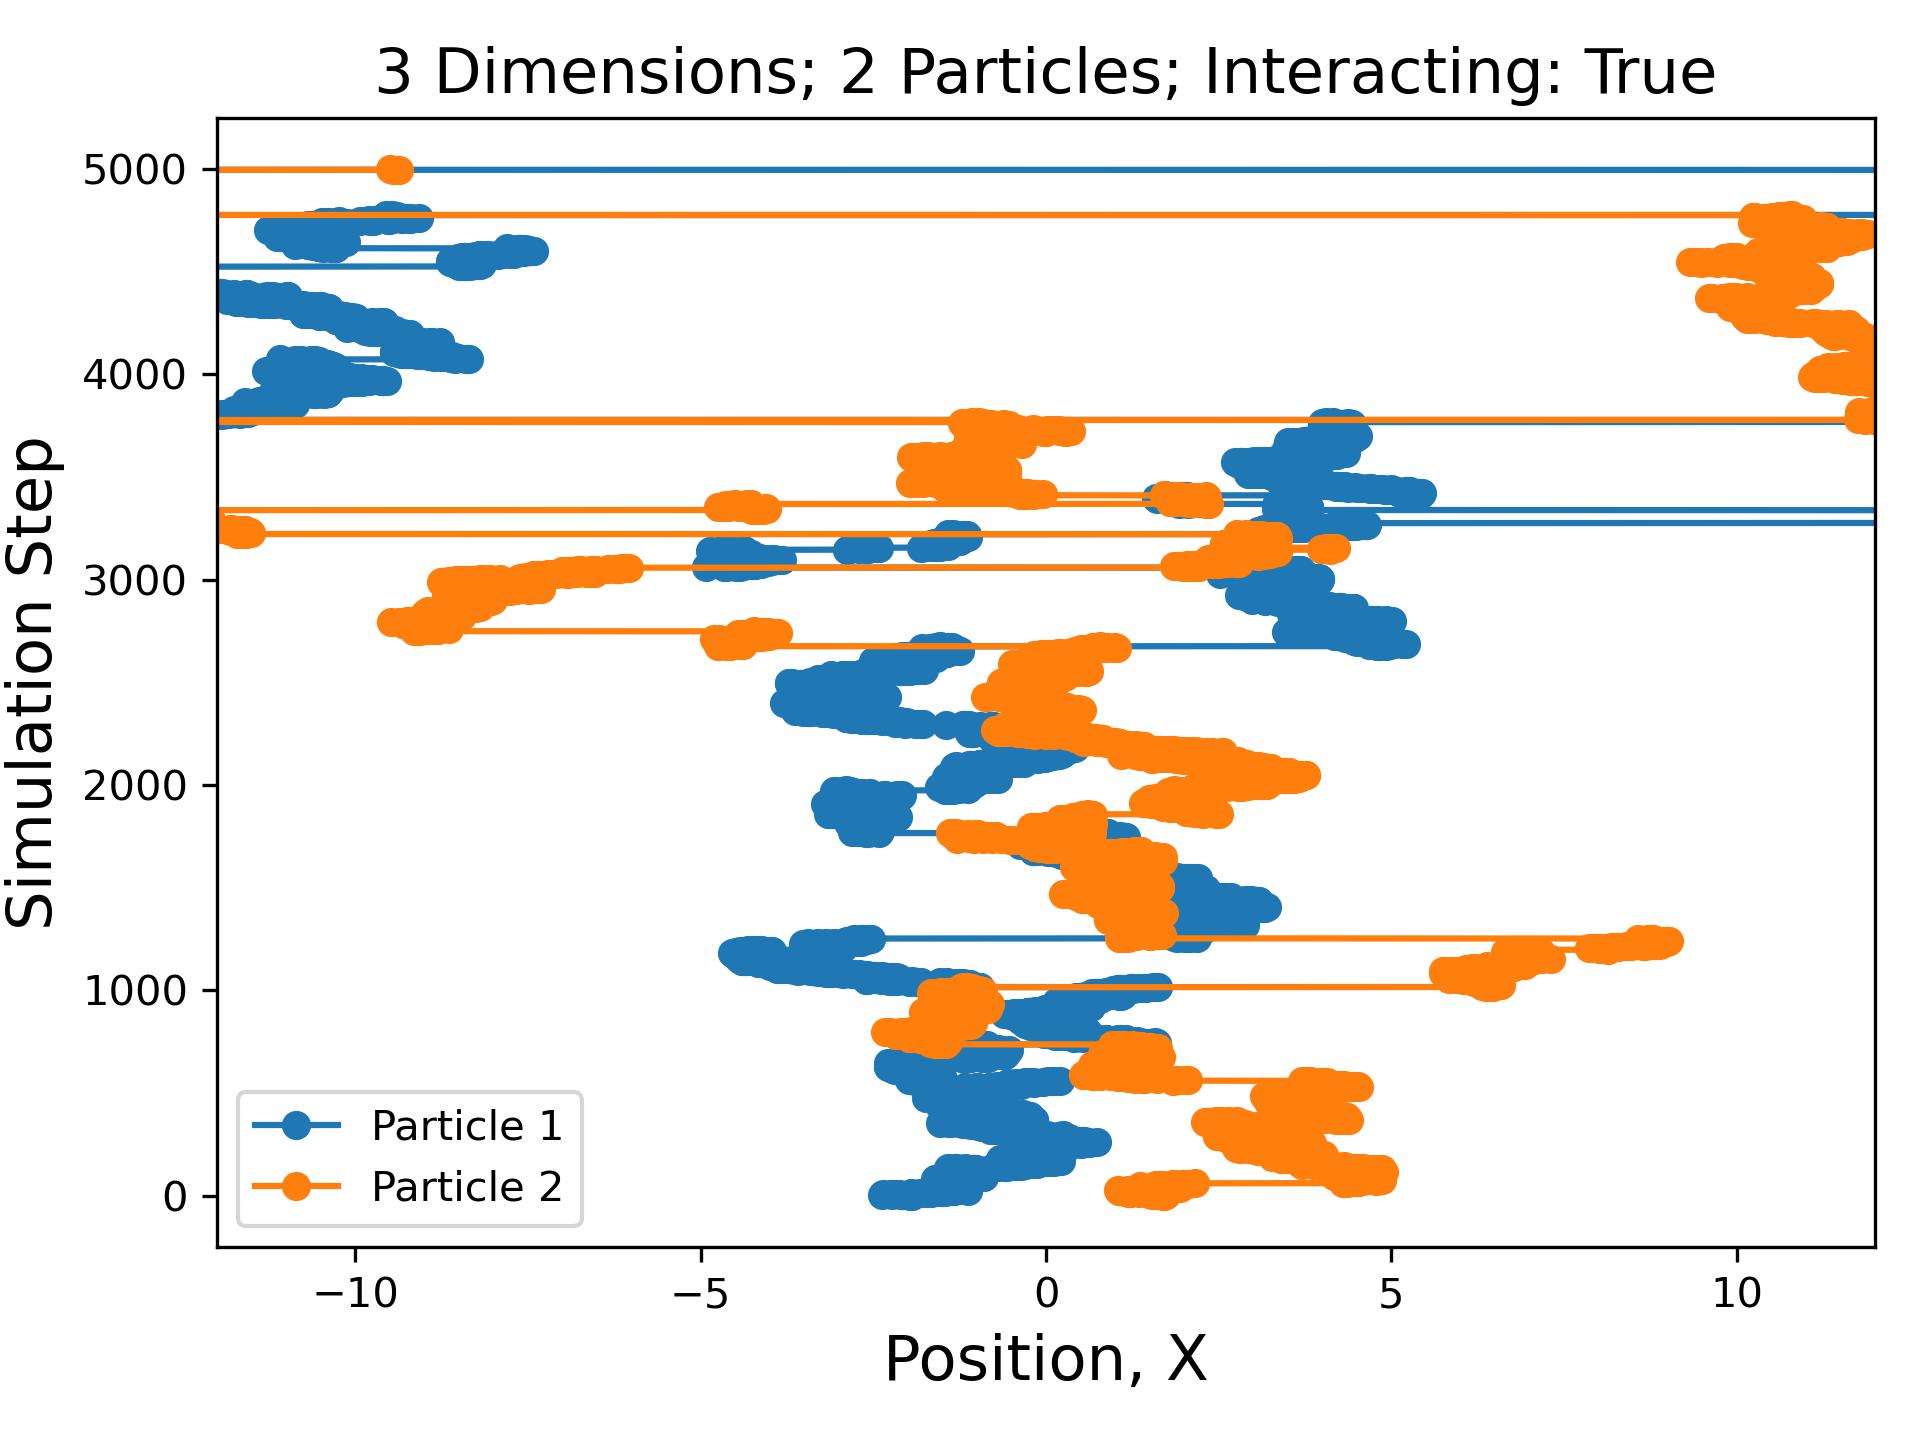 3 Dimensions; 2 Particles; Interacting: True
Simulation Step
5000
4000
3000
2000
1000
0
Particle 1
Particle 2
−10
−5
0
5
10
Position, X